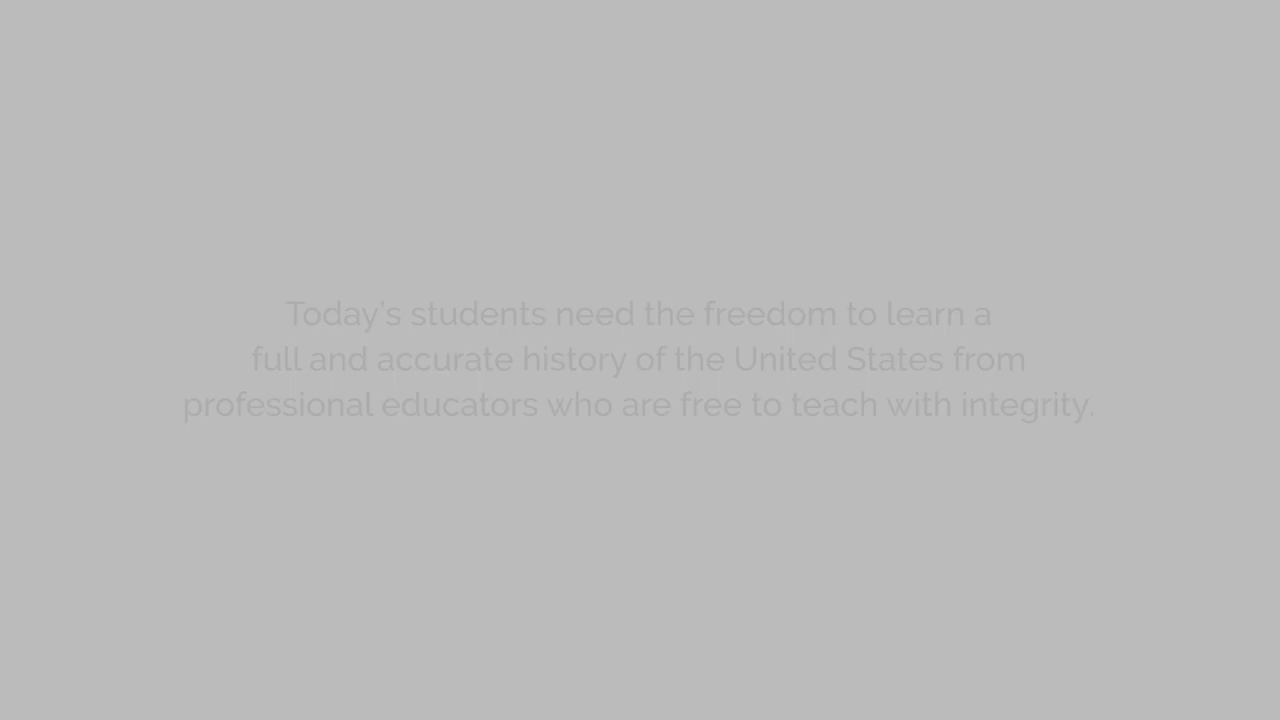 Today's students need the freedom to learn a
full and accurate history of the United States from
professional educators who are free to teach with integrity.